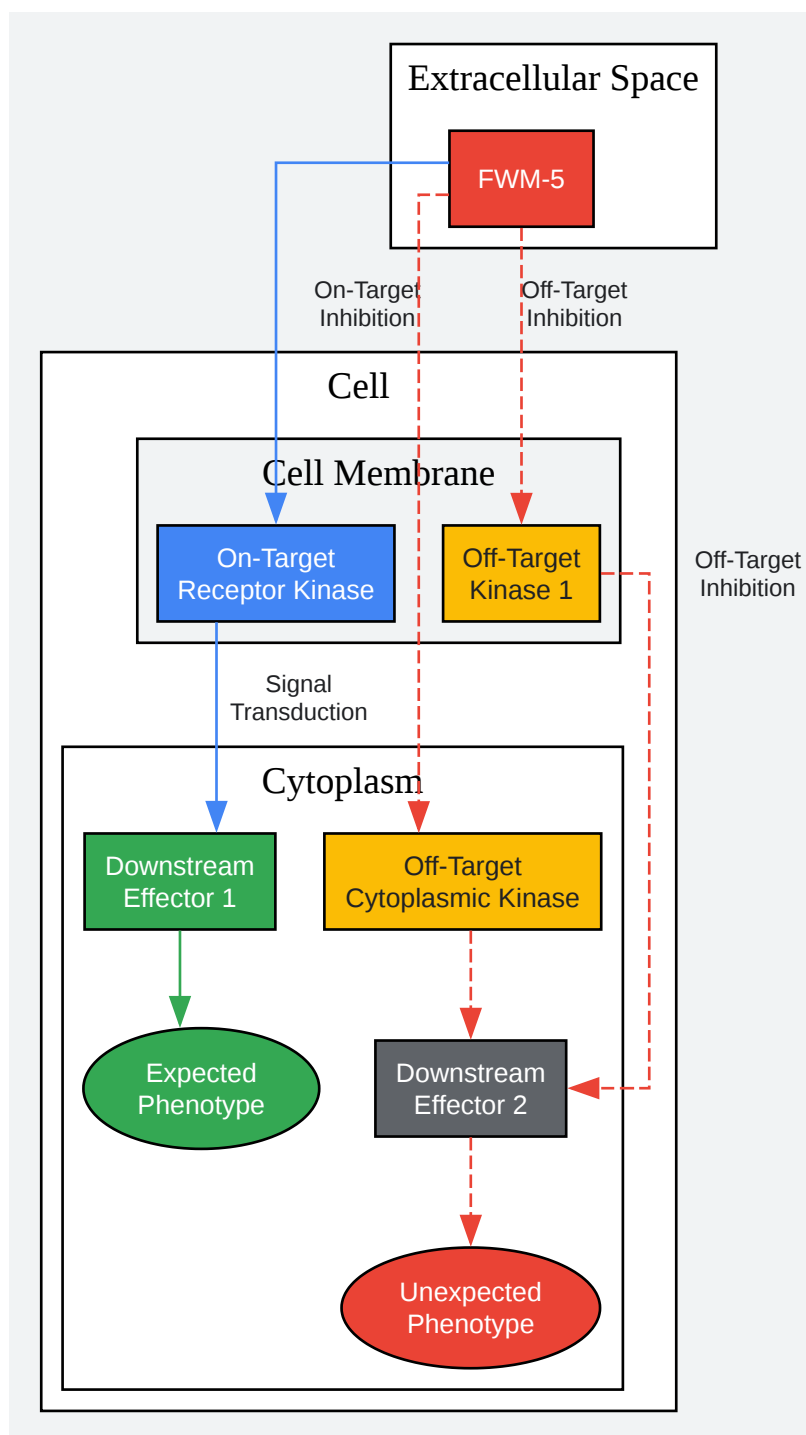 Extracellular Space
FWM-5
On-Target
Inhibition
Off-Target
Inhibition
Cell
Cell Membrane
On-Target
Receptor Kinase
Off-Target
Kinase 1
Off-Target
Inhibition
Signal
Transduction
Cytoplasm
Downstream
Effector 1
Off-Target
Cytoplasmic Kinase
Expected
Phenotype
Downstream
Effector 2
Unexpected
Phenotype